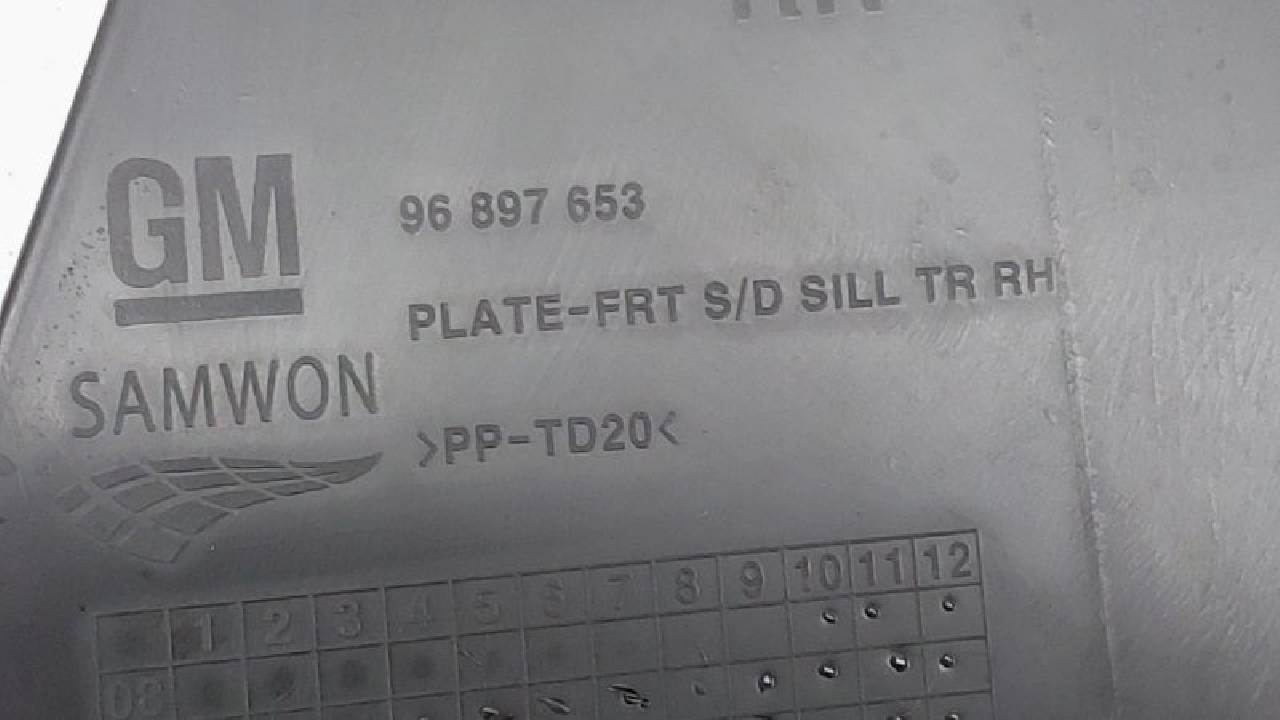 GM
96 897 653
PLATE-FRT S/D SILL TR RH
SAMWON
>PP-TD20<
1 2 3 4 5 6 7 8 9 10 11 12
08